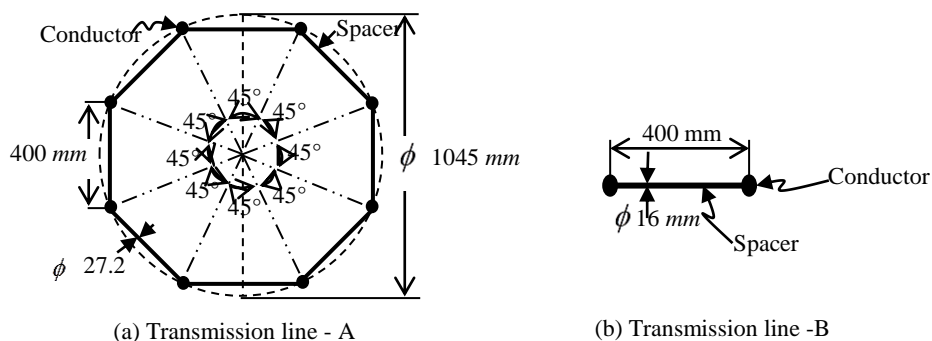 Conductor
Spacer
45°
45°
45°
45°
45°
45°
45°
45°
400 mm
ϕ 1045 mm
ϕ 27.2
(a) Transmission line - A
400 mm
Conductor
ϕ 16 mm
Spacer
(b) Transmission line -B